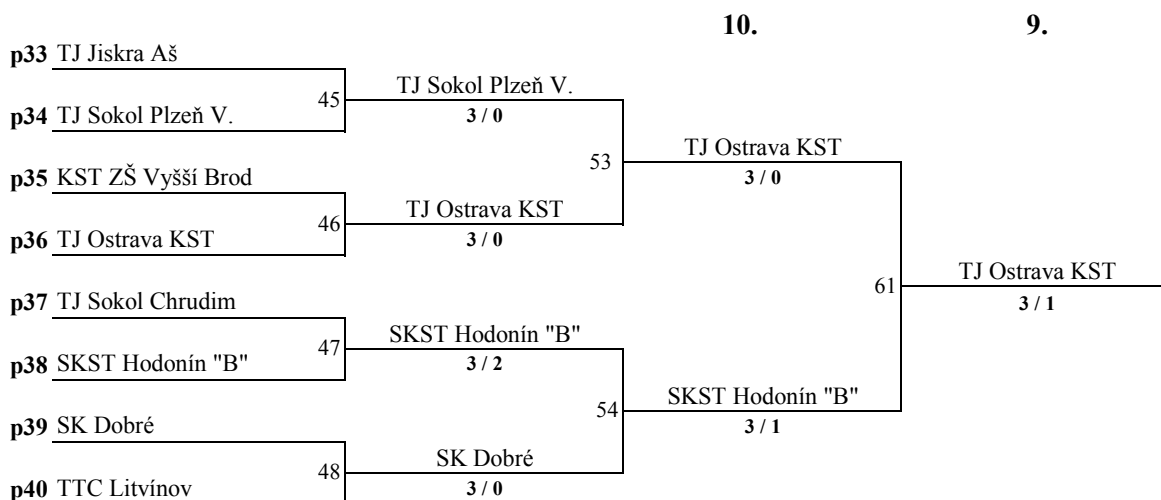 10. 9.
p33 TJ Jiskra Aš
45 TJ Sokol Plzeň V.
3 / 0
p34 TJ Sokol Plzeň V.
53 TJ Ostrava KST
3 / 0
p35 KST ZŠ Vyšší Brod
46 TJ Ostrava KST
3 / 0
p36 TJ Ostrava KST
61 TJ Ostrava KST
3 / 1
p37 TJ Sokol Chrudim
47 SKST Hodonín "B"
3 / 2
p38 SKST Hodonín "B"
54 SKST Hodonín "B"
3 / 1
p39 SK Dobré
48 SK Dobré
3 / 0
p40 TTC Litvínov